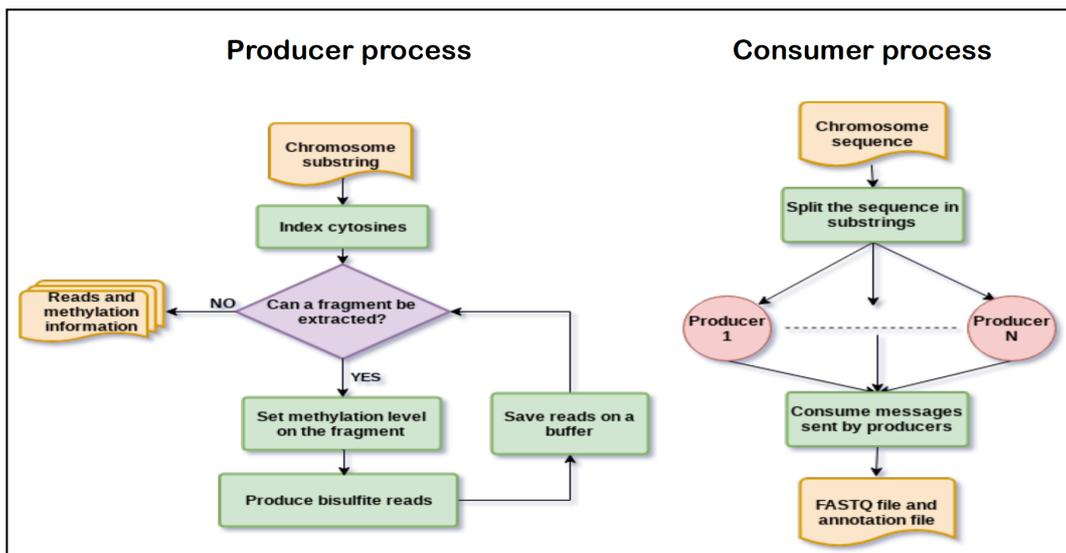 Producer process
Chromosome
substring
Index cytosines
Can a fragment be
extracted?
NO
Reads and
methylation
information
YES
Set methylation level
on the fragment
Produce bisulfite reads
Save reads on a
buffer
Consumer process
Chromosome
sequence
Split the sequence in
substrings
Producer
1
Producer
N
Consume messages
sent by producers
FASTQ file and
annotation file